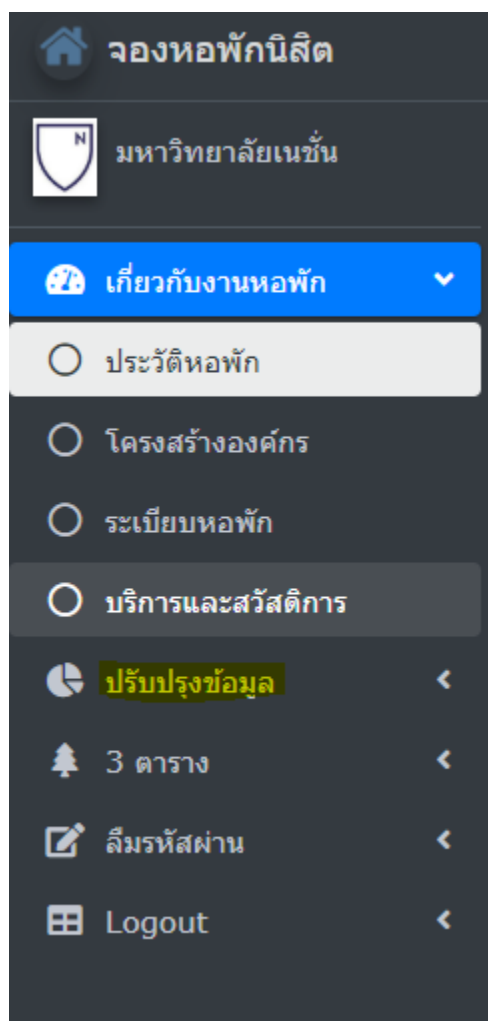 จองหอพักนิสิต
N
มหาวิทยาลัยเนชั่น
เกี่ยวกับงานหอพัก
ประวัติหอพัก
โครงสร้างองค์กร
ระเบียบหอพัก
บริการและสวัสดิการ
ปรับปรุงข้อมูล
3 ตาราง
ลืมรหัสผ่าน
Logout